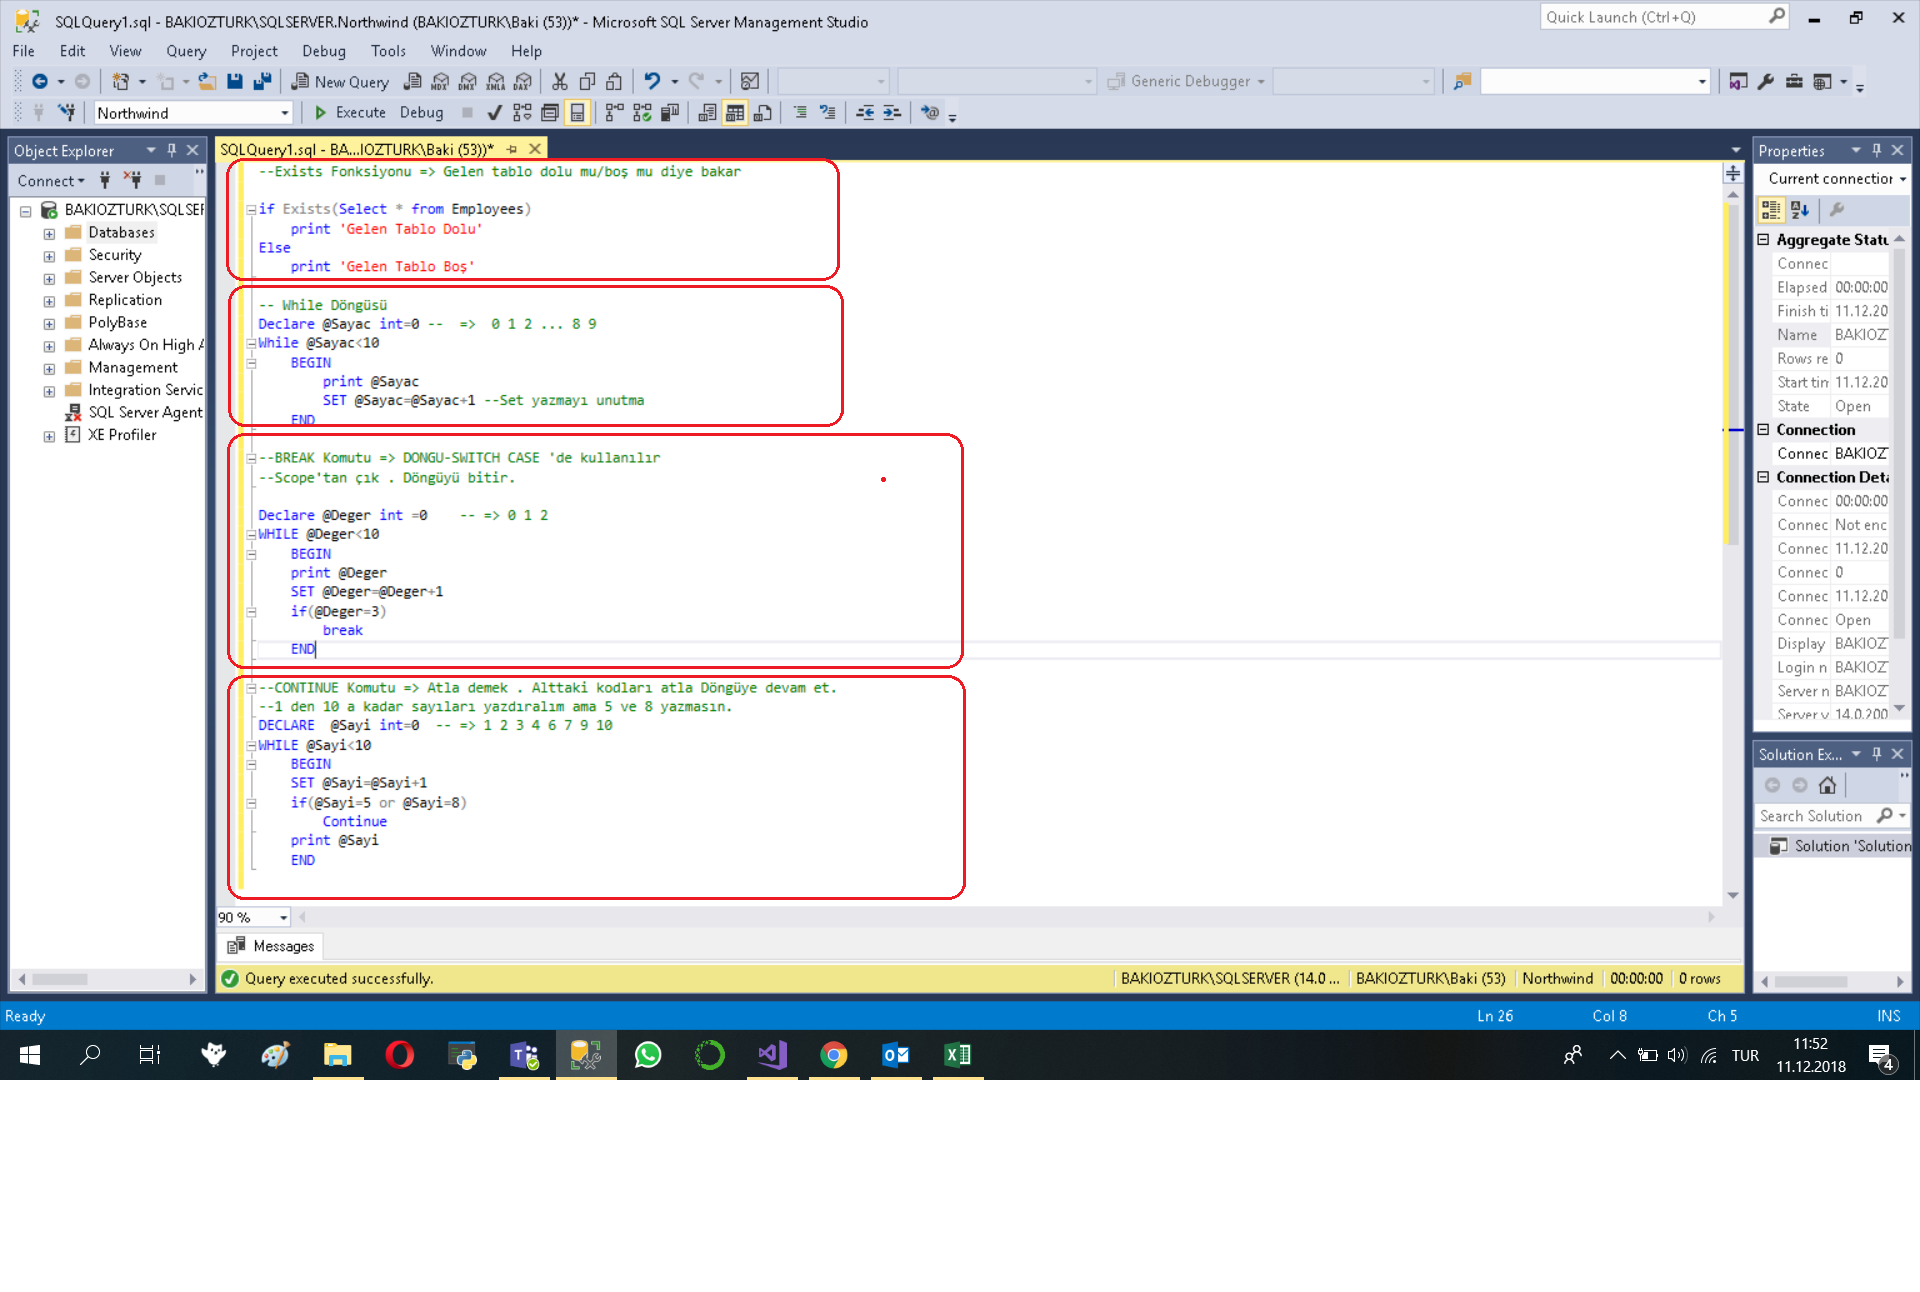 SQLQuery1.sql - BAKIOZTURK\SQLSERVER.Northwind (BAKIOZTURK\Baki (53))* - Microsoft SQL Server Management Studio
Quick Launch (Ctrl+Q)
File Edit View Query Project Debug Tools Window Help
New Query MDX DMX XMLA DAX Generic Debugger
Northwind Execute Debug
Object Explorer
Connect
BAKIOZTURK\SQLSER
Databases
Security
Server Objects
Replication
PolyBase
Always On High A
Management
Integration Servic
SQL Server Agent
XE Profiler
SQLQuery1.sql - BA...IOZTURK\Baki (53))*
--Exists Fonksiyonu => Gelen tablo dolu mu/boş mu diye bakar
if Exists(Select * from Employees)
print 'Gelen Tablo Dolu'
Else
print 'Gelen Tablo Boş'
-- While Döngüsü
Declare @Sayac int=0 -- => 0 1 2 ... 8 9
While @Sayac<10
BEGIN
print @Sayac
SET @Sayac=@Sayac+1 --Set yazmayı unutma
END
--BREAK Komutu => DONGU-SWITCH CASE 'de kullanılır
--Scope'tan çık . Döngüyü bitir.
Declare @Deger int =0 -- => 0 1 2
WHILE @Deger<10
BEGIN
print @Deger
SET @Deger=@Deger+1
if(@Deger=3)
break
END
--CONTINUE Komutu => Atla demek . Alttaki kodları atla Döngüye devam et.
--1 den 10 a kadar sayıları yazdıralım ama 5 ve 8 yazmasın.
DECLARE @Sayi int=0 -- => 1 2 3 4 6 7 9 10
WHILE @Sayi<10
BEGIN
SET @Sayi=@Sayi+1
if(@Sayi=5 or @Sayi=8)
Continue
print @Sayi
END
90 %
Messages
Query executed successfully.
BAKIOZTURK\SQLSERVER (14.0 ... BAKIOZTURK\Baki (53) Northwind 00:00:00 0 rows
Properties
Current connection
Aggregate Statu
Connec
Elapsed 00:00:00
Finish ti 11.12.20
Name BAKIOZT
Rows re 0
Start tim 11.12.20
State Open
Connection
Connec BAKIOZ
Connection Deta
Connec 00:00:00
Connec Not enc
Connec 11.12.20
Connec 0
Connec 11.12.20
Connec Open
Display BAKIOZT
Login n BAKIOZT
Server n BAKIOZT
Server v 14.0.200
Solution Ex...
Search Solution
Solution 'Solution
Ready
Ln 26 Col 8 Ch 5 INS
TUR
11:52
11.12.2018
4